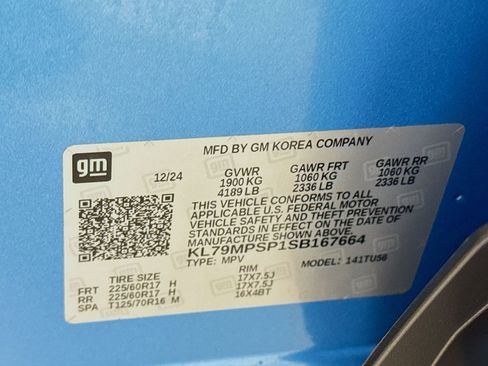 gm
MFD BY GM KOREA COMPANY
12/24
GVWR GAWR FRT GAWR RR
1900 KG 1060 KG 1060 KG
4189 LB 2336 LB 2336 LB
THIS VEHICLE CONFORMS TO ALL
APPLICABLE U.S. FEDERAL MOTOR
VEHICLE SAFETY AND BUMPER
STANDARDS IN EFFECT ON THE DATE OF
MANUFACTURE SHOWN ABOVE.
KL79MPSP1SB167664
TYPE: MPV MODEL: 141TU56
TIRE SIZE RIM
FRT 225/60R17 H 17X7.5J
RR 225/60R17 H 17X7.5J
SPA T125/70R16 M 16X4BT